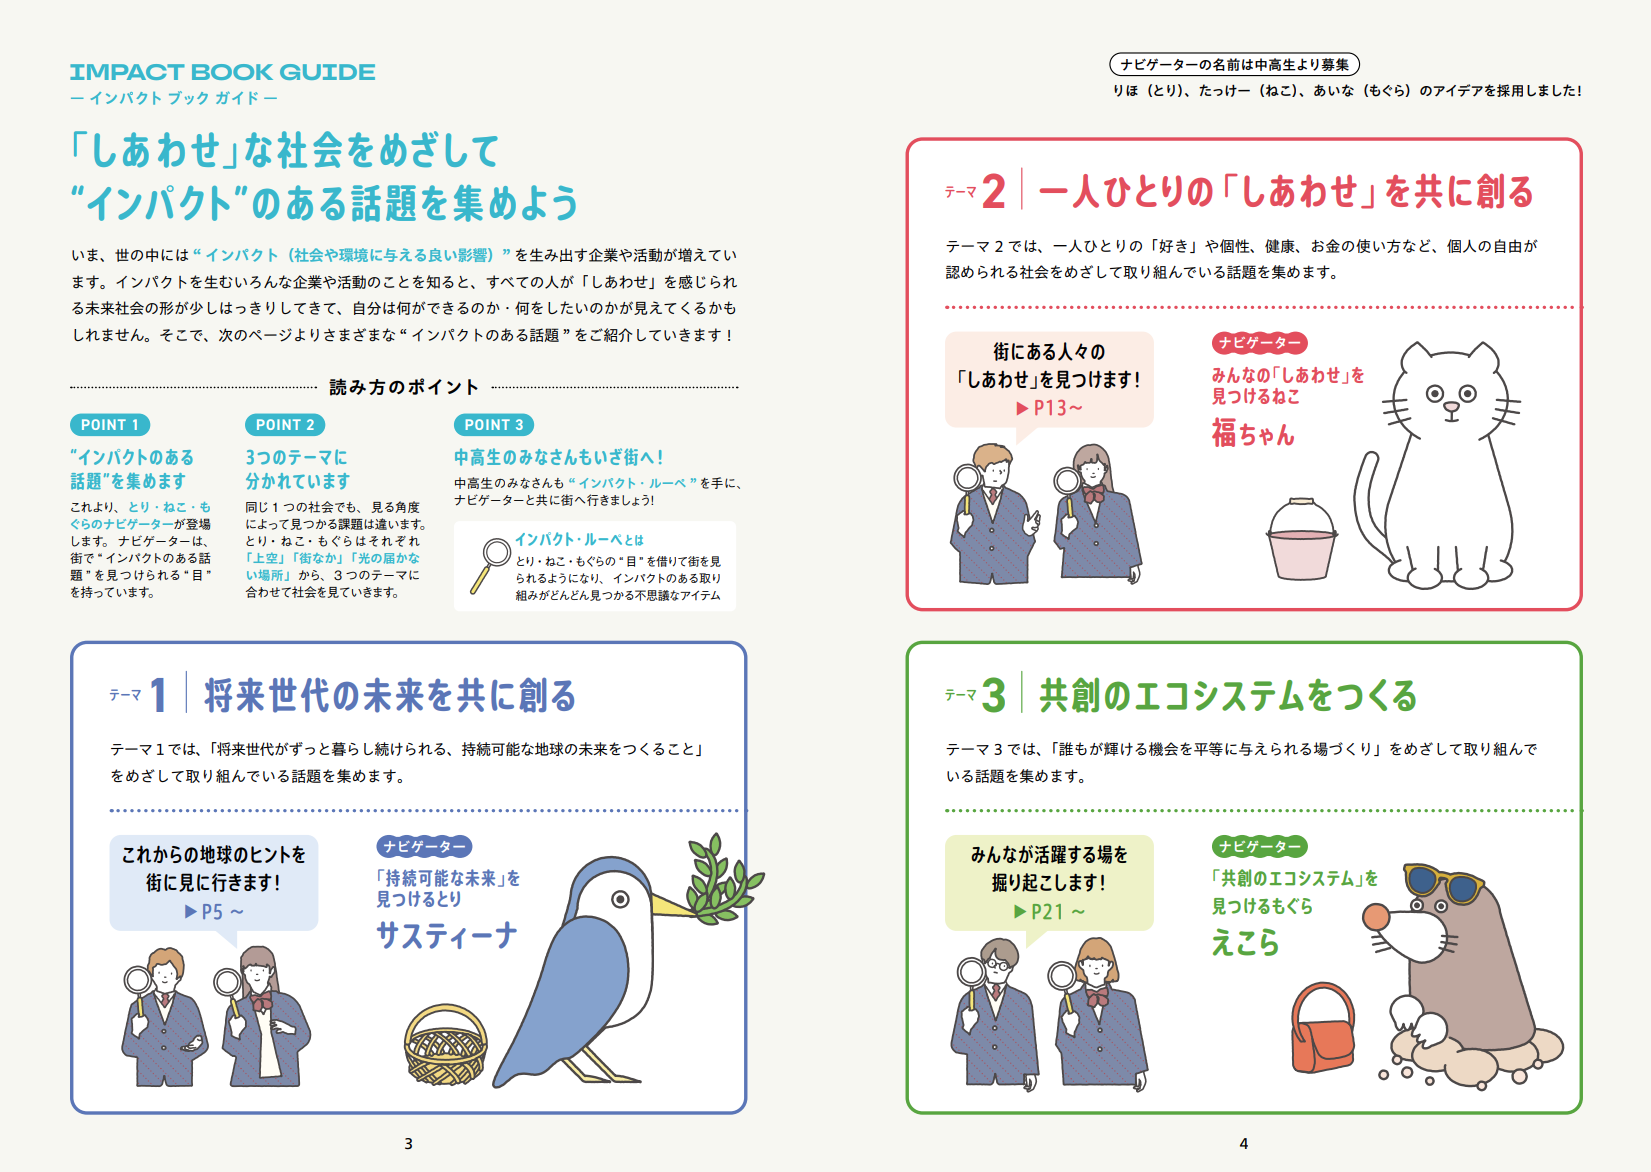 IMPACT BOOK GUIDE
— インパクト ブック ガイド —
「しあわせ」な社会をめざして
“インパクト”のある話題を集めよう
いま、世の中には“インパクト（社会や環境に与える良い影響）”を生み出す企業や活動が増えてい
ます。インパクトを生むいろんな企業や活動のことを知ると、すべての人が「しあわせ」を感じられ
る未来社会の形が少しはっきりしてきて、自分は何ができるのか・何をしたいのかが見えてくるかも
しれません。そこで、次のページよりさまざまな“インパクトのある話題”をご紹介していきます！
読み方のポイント
POINT 1
“インパクトのある
話題”を集めます
これより、とり・ねこ・も
ぐらのナビゲーターが登場
します。ナビゲーターは、
街で“インパクトのある話
題”を見つけられる“目”
を持っています。
POINT 2
3つのテーマに
分かれています
同じ1つの社会でも、見る角度
によって見つかる課題は違います。
とり・ねこ・もぐらはそれぞれ
「上空」「街なか」「光の届かな
い場所」から、3つのテーマに
合わせて社会を見ていきます。
POINT 3
中高生のみなさんもいざ街へ！
中高生のみなさんも“インパクト・ルーペ”を手に、
ナビゲーターと共に街へ行きましょう！
インパクト・ルーペとは
とり・ねこ・もぐらの“目”を借りて街を見
られるようになり、インパクトのある取り
組みがどんどん見つかる不思議なアイテム
テーマ1 将来世代の未来を共に創る
テーマ1では、「将来世代がずっと暮らし続けられる、持続可能な地球の未来をつくること」
をめざして取り組んでいる話題を集めます。
これからの地球のヒントを
街に見に行きます！
▶P5 〜
ナビゲーター
「持続可能な未来」を
見つけるとり
サスティーナ
3
ナビゲーターの名前は中高生より募集
りほ（とり）、たっけー（ねこ）、あいな（もぐら）のアイデアを採用しました！
テーマ2 一人ひとりの「しあわせ」を共に創る
テーマ2では、一人ひとりの「好き」や個性、健康、お金の使い方など、個人の自由が
認められる社会をめざして取り組んでいる話題を集めます。
街にある人々の
「しあわせ」を見つけます！
▶P13〜
ナビゲーター
みんなの「しあわせ」を
見つけるねこ
福ちゃん
テーマ3 共創のエコシステムをつくる
テーマ3では、「誰もが輝ける機会を平等に与えられる場づくり」をめざして取り組んで
いる話題を集めます。
みんなが活躍する場を
掘り起こします！
▶P21 〜
ナビゲーター
「共創のエコシステム」を
見つけるもぐら
えこら
4